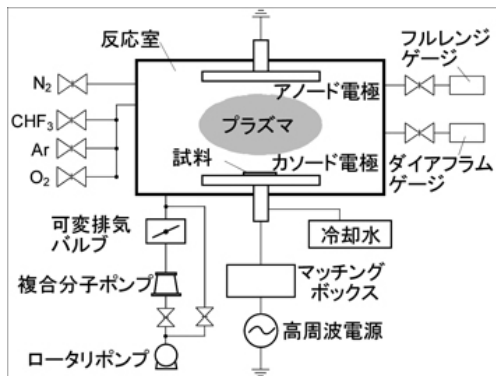 反応室
フルレンジ
ゲージ
N₂
アノード電極
CHF₃
プラズマ
Ar
試料
カソード電極
O₂
ダイアフラム
ゲージ
可変排気
バルブ
冷却水
複合分子ポンプ
マッチング
ボックス
高周波電源
ロータリポンプ